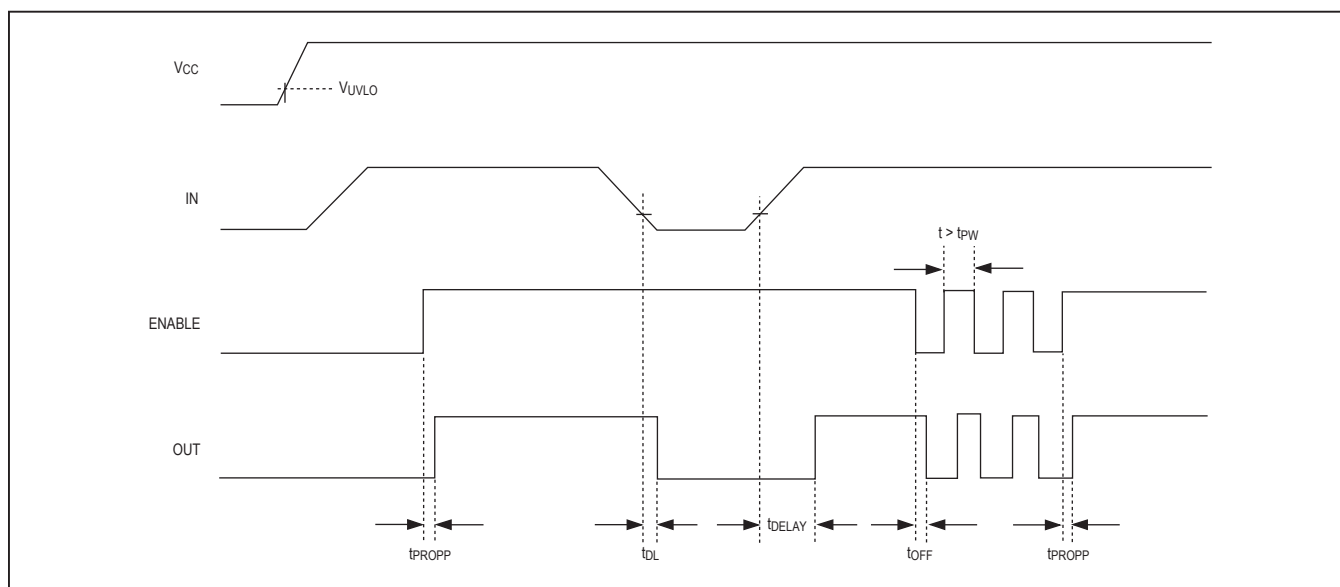 VCC
VUVLO
IN
t > tPW
ENABLE
OUT
tPROPP
tDL
tDELAY
tOFF
tPROPP